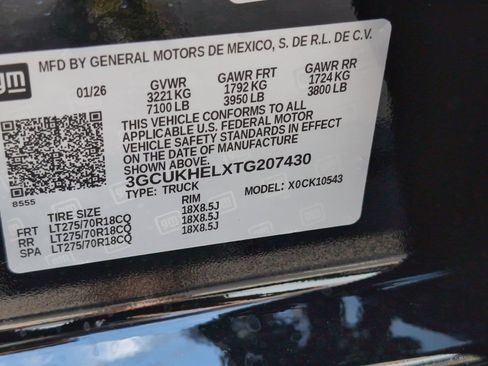 gm
MFD BY GENERAL MOTORS DE MEXICO, S. DE R.L. DE C.V.
01/26 GVWR GAWR FRT GAWR RR
3221 KG 1792 KG 1724 KG
7100 LB 3950 LB 3800 LB
THIS VEHICLE CONFORMS TO ALL
APPLICABLE U.S. FEDERAL MOTOR
VEHICLE SAFETY STANDARDS IN EFFECT
ON THE DATE OF MANUFACTURE SHOWN
ABOVE.
3GCUKHELXTG207430
TYPE: TRUCK MODEL: X0CK10543
8555
TIRE SIZE RIM
FRT LT275/70R18CQ 18X8.5J
RR LT275/70R18CQ 18X8.5J
SPA LT275/70R18CQ 18X8.5J